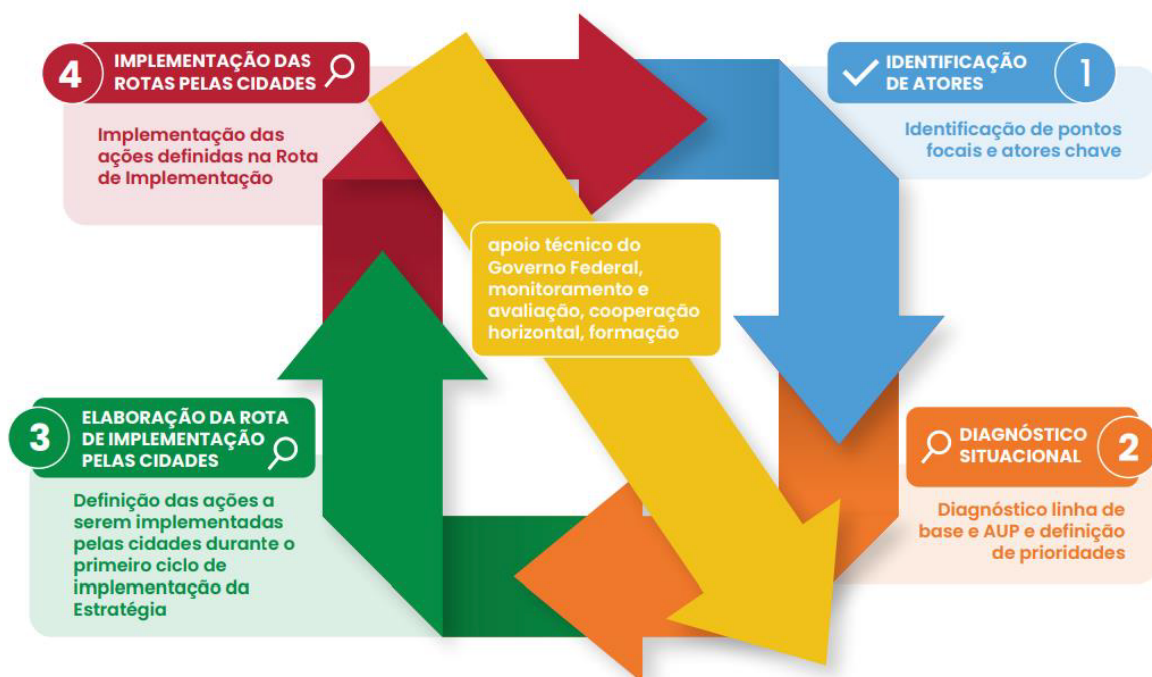 4
IMPLEMENTAÇÃO DAS
ROTAS PELAS CIDADES
Implementação das
ações definidas na Rota
de Implementação
IDENTIFICAÇÃO
DE ATORES
1
Identificação de pontos
focais e atores chave
apoio técnico do
Governo Federal,
monitoramento e
avaliação, cooperação
horizontal, formação
3
ELABORAÇÃO DA ROTA
DE IMPLEMENTAÇÃO
PELAS CIDADES
Definição das ações a
serem implementadas
pelas cidades durante o
primeiro ciclo de
implementação da
Estratégia
DIAGNÓSTICO
SITUACIONAL
2
Diagnóstico linha de
base e AUP e definição
de prioridades